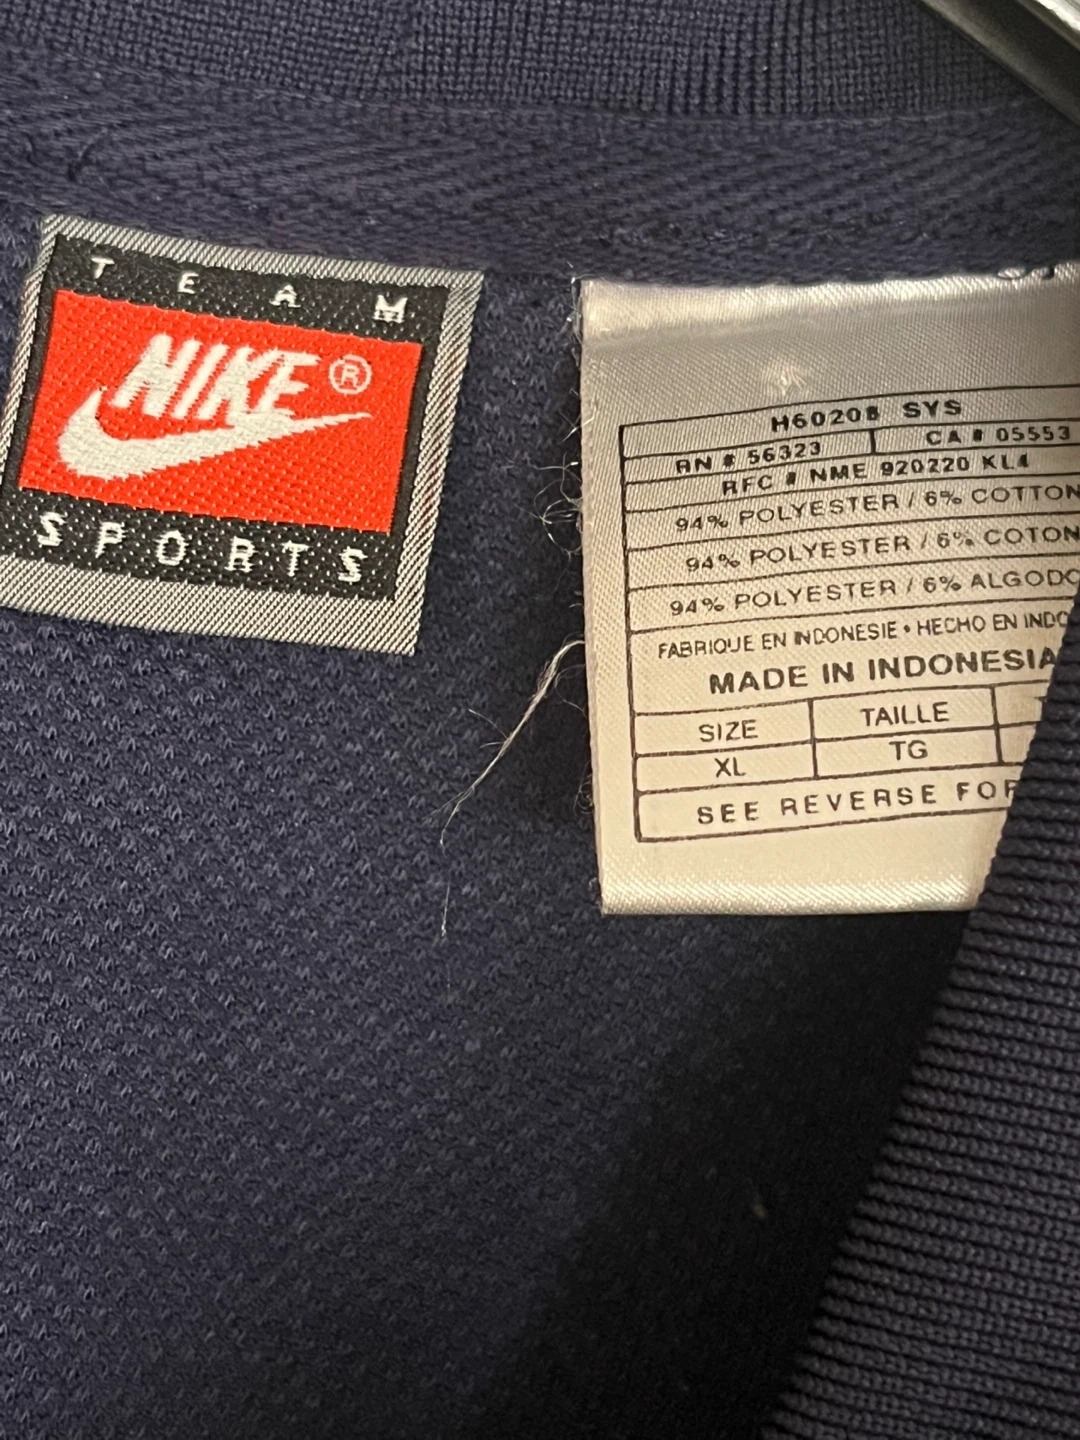 TEAM
NIKE®
SPORTS
H60208 SYS
RN # 56323 CA # 05553
RFC # NME 920220 KL4
94% POLYESTER / 6% COTTON
94% POLYESTER / 6% COTON
94% POLYESTER / 6% ALGODO
FABRIQUE EN INDONESIE • HECHO EN INDO
MADE IN INDONESIA
SIZE TAILLE
XL TG
SEE REVERSE FOR